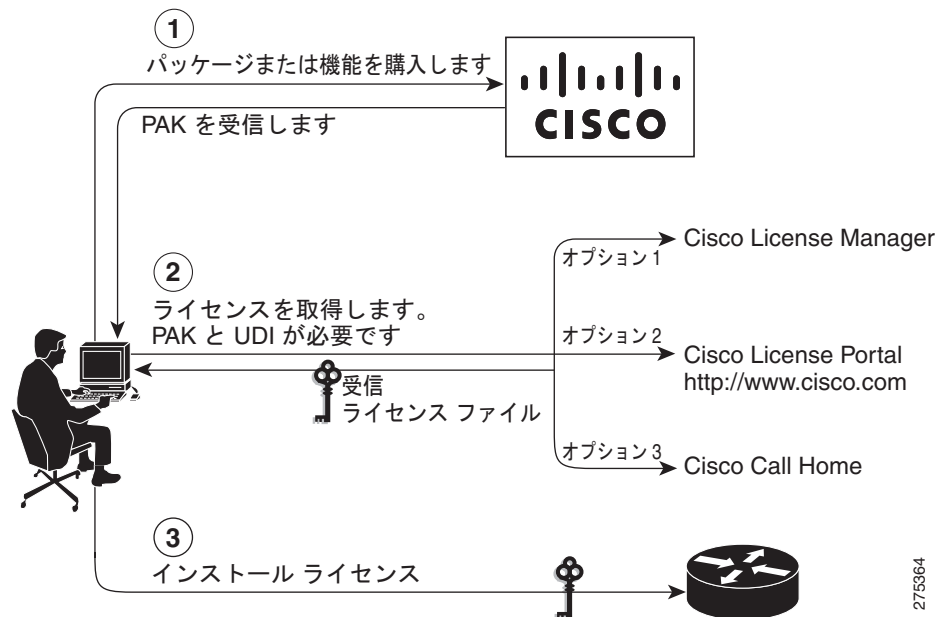 1
パッケージまたは機能を購入します
CISCO
PAK を受信します
Cisco License Manager
オプション 1
2
ライセンスを取得します。
PAK と UDI が必要です
オプション 2
Cisco License Portal
http://www.cisco.com
受信
ライセンス ファイル
オプション 3
Cisco Call Home
3
インストール ライセンス
275364